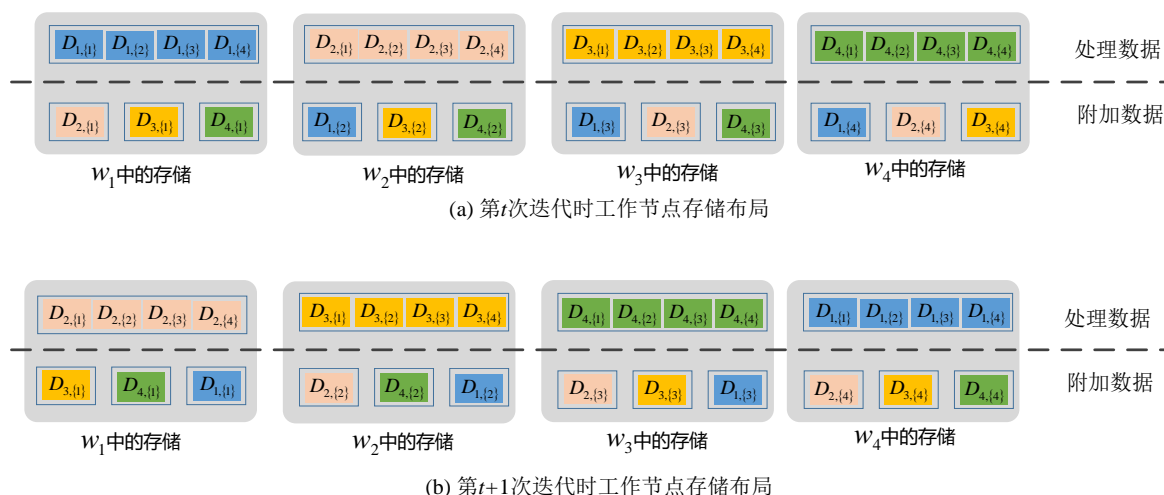 D1,{1} D1,{2} D1,{3} D1,{4} D2,{1} D2,{2} D2,{3} D2,{4} D3,{1} D3,{2} D3,{3} D3,{4} D4,{1} D4,{2} D4,{3} D4,{4} 处理数据
D2,{1} D3,{1} D4,{1} D1,{2} D3,{2} D4,{2} D1,{3} D2,{3} D4,{3} D1,{4} D2,{4} D3,{4} 附加数据
w1中的存储 w2中的存储 w3中的存储 w4中的存储
(a) 第t次迭代时工作节点存储布局
D2,{1} D2,{2} D2,{3} D2,{4} D3,{1} D3,{2} D3,{3} D3,{4} D4,{1} D4,{2} D4,{3} D4,{4} D1,{1} D1,{2} D1,{3} D1,{4} 处理数据
D3,{1} D4,{1} D1,{1} D2,{2} D4,{2} D1,{2} D2,{3} D3,{3} D1,{3} D2,{4} D3,{4} D4,{4} 附加数据
w1中的存储 w2中的存储 w3中的存储 w4中的存储
(b) 第t+1次迭代时工作节点存储布局